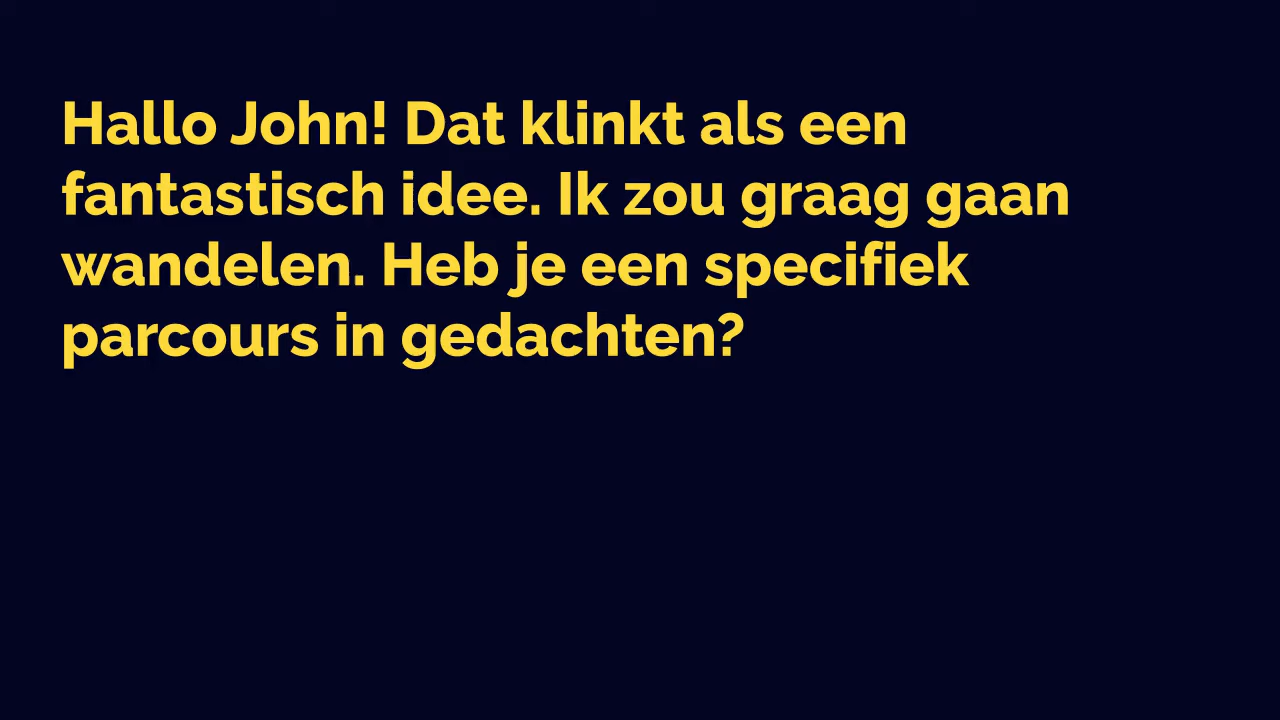 Hallo John! Dat klinkt als een
fantastisch idee. Ik zou graag gaan
wandelen. Heb je een specifiek
parcours in gedachten?